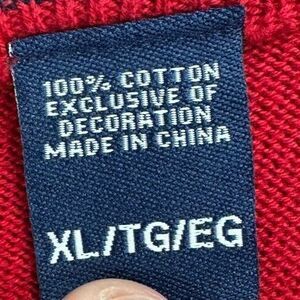 100% COTTON
EXCLUSIVE OF
DECORATION
MADE IN CHINA
XL/TG/EG